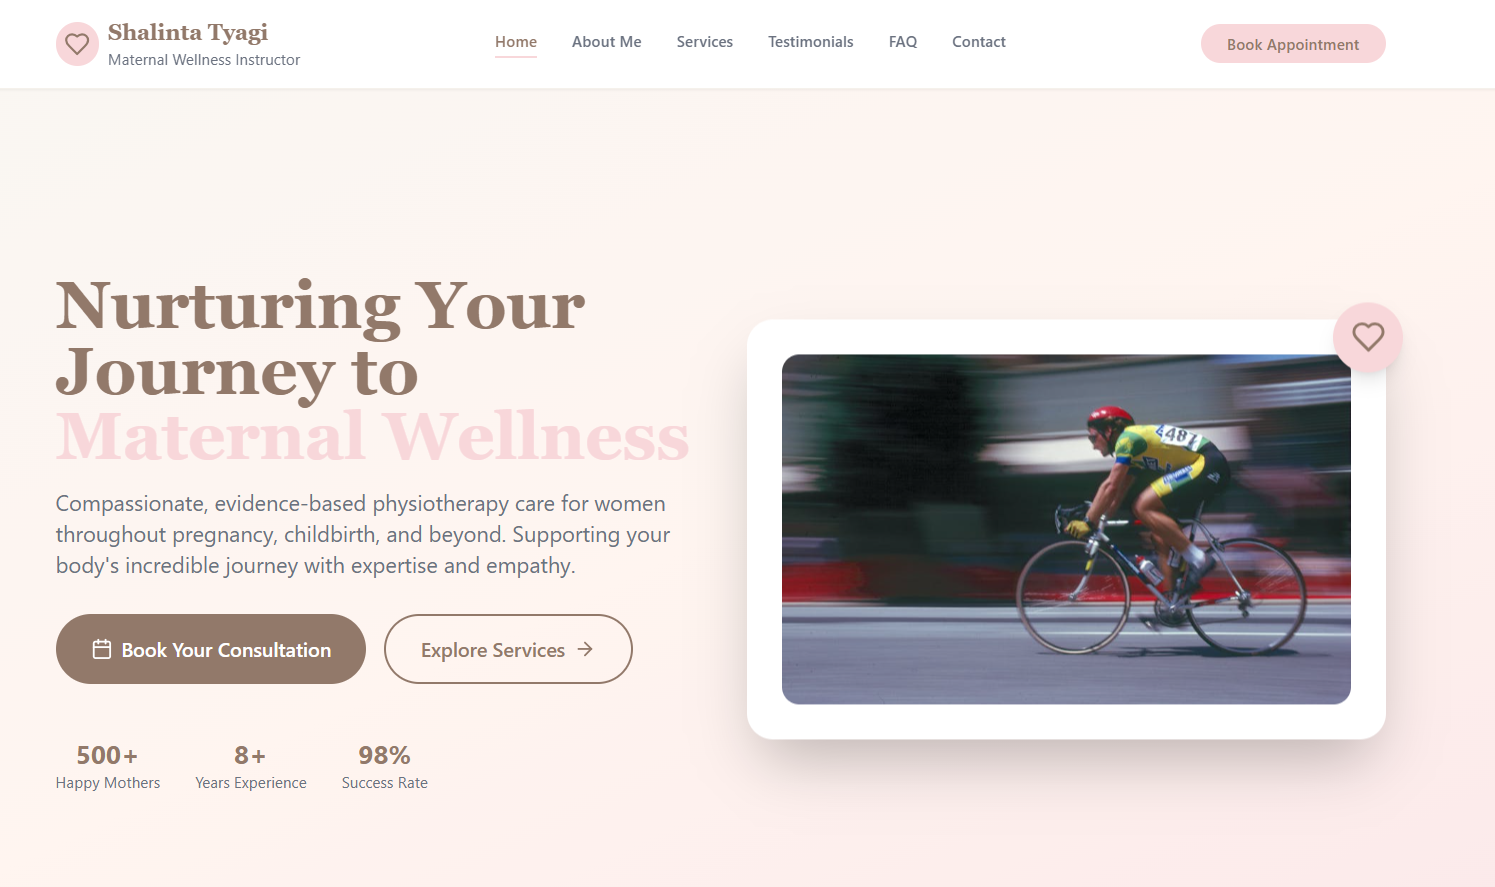 Shalinta Tyagi
Maternal Wellness Instructor
Home
About Me
Services
Testimonials
FAQ
Contact
Book Appointment
Nurturing Your
Journey to
Maternal Wellness
Compassionate, evidence-based physiotherapy care for women
throughout pregnancy, childbirth, and beyond. Supporting your
body's incredible journey with expertise and empathy.
Book Your Consultation
Explore Services
500+
Happy Mothers
8+
Years Experience
98%
Success Rate
487